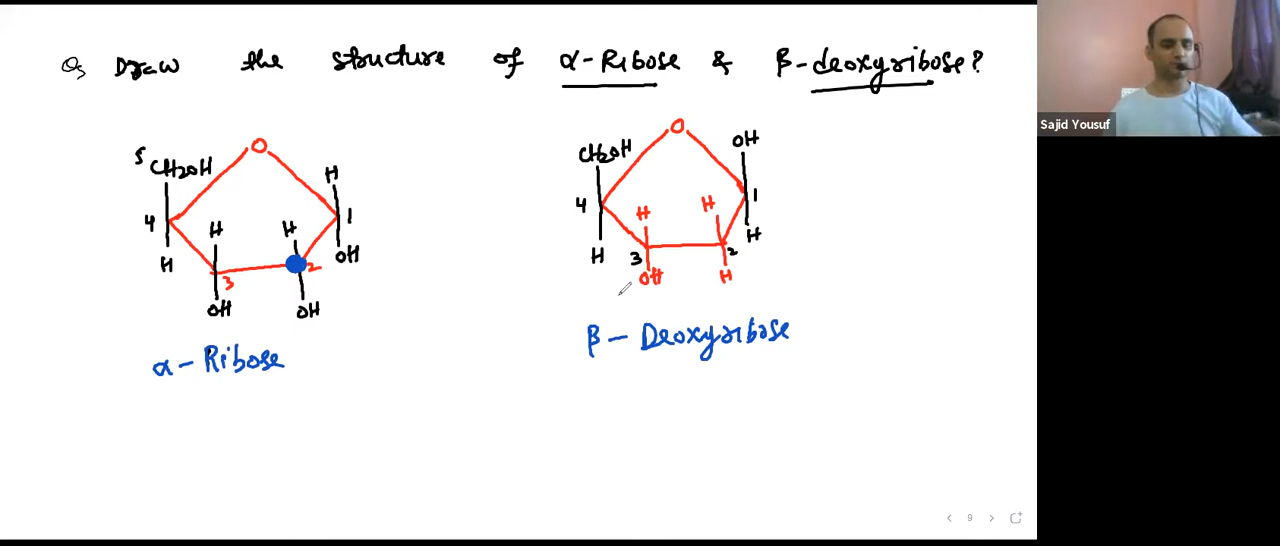 Q, Draw the structure of α-Ribose & β-deoxyribose?
Sajid Yousuf
O
5 CH2OH H
4 H H 1
H 3 2 OH
OH OH
α - Ribose
O
CH2OH OH
4 H H 1
H 3 2 H
OH H
β - Deoxyribose
9